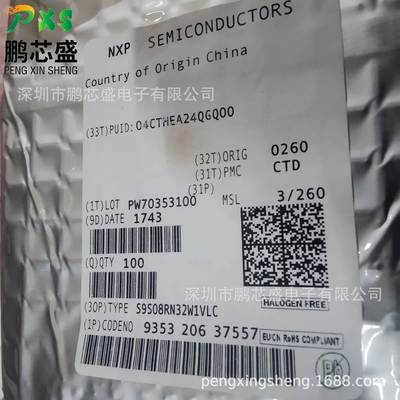 PXS
鹏芯盛
PENG XIN SHENG
NXP SEMICONDUCTORS
Country of Origin China
深圳市鹏芯盛电子有限公司
(33T)PUID:04CTWEA24QGQ00
(32T)ORIG 0260
(31T)PMC CTD
(31P)
MSL 3/260
(1T)LOT PW70353100
(9D)DATE 1743
(Q)QTY 100
深圳市鹏芯盛电子有限公司
HALOGEN FREE
(30P)TYPE S9S08RN32W1VLC
(1P)CODENO 9353 206 37557
EU/CN RoHS COMPLIANT
pengxingsheng.1688.com